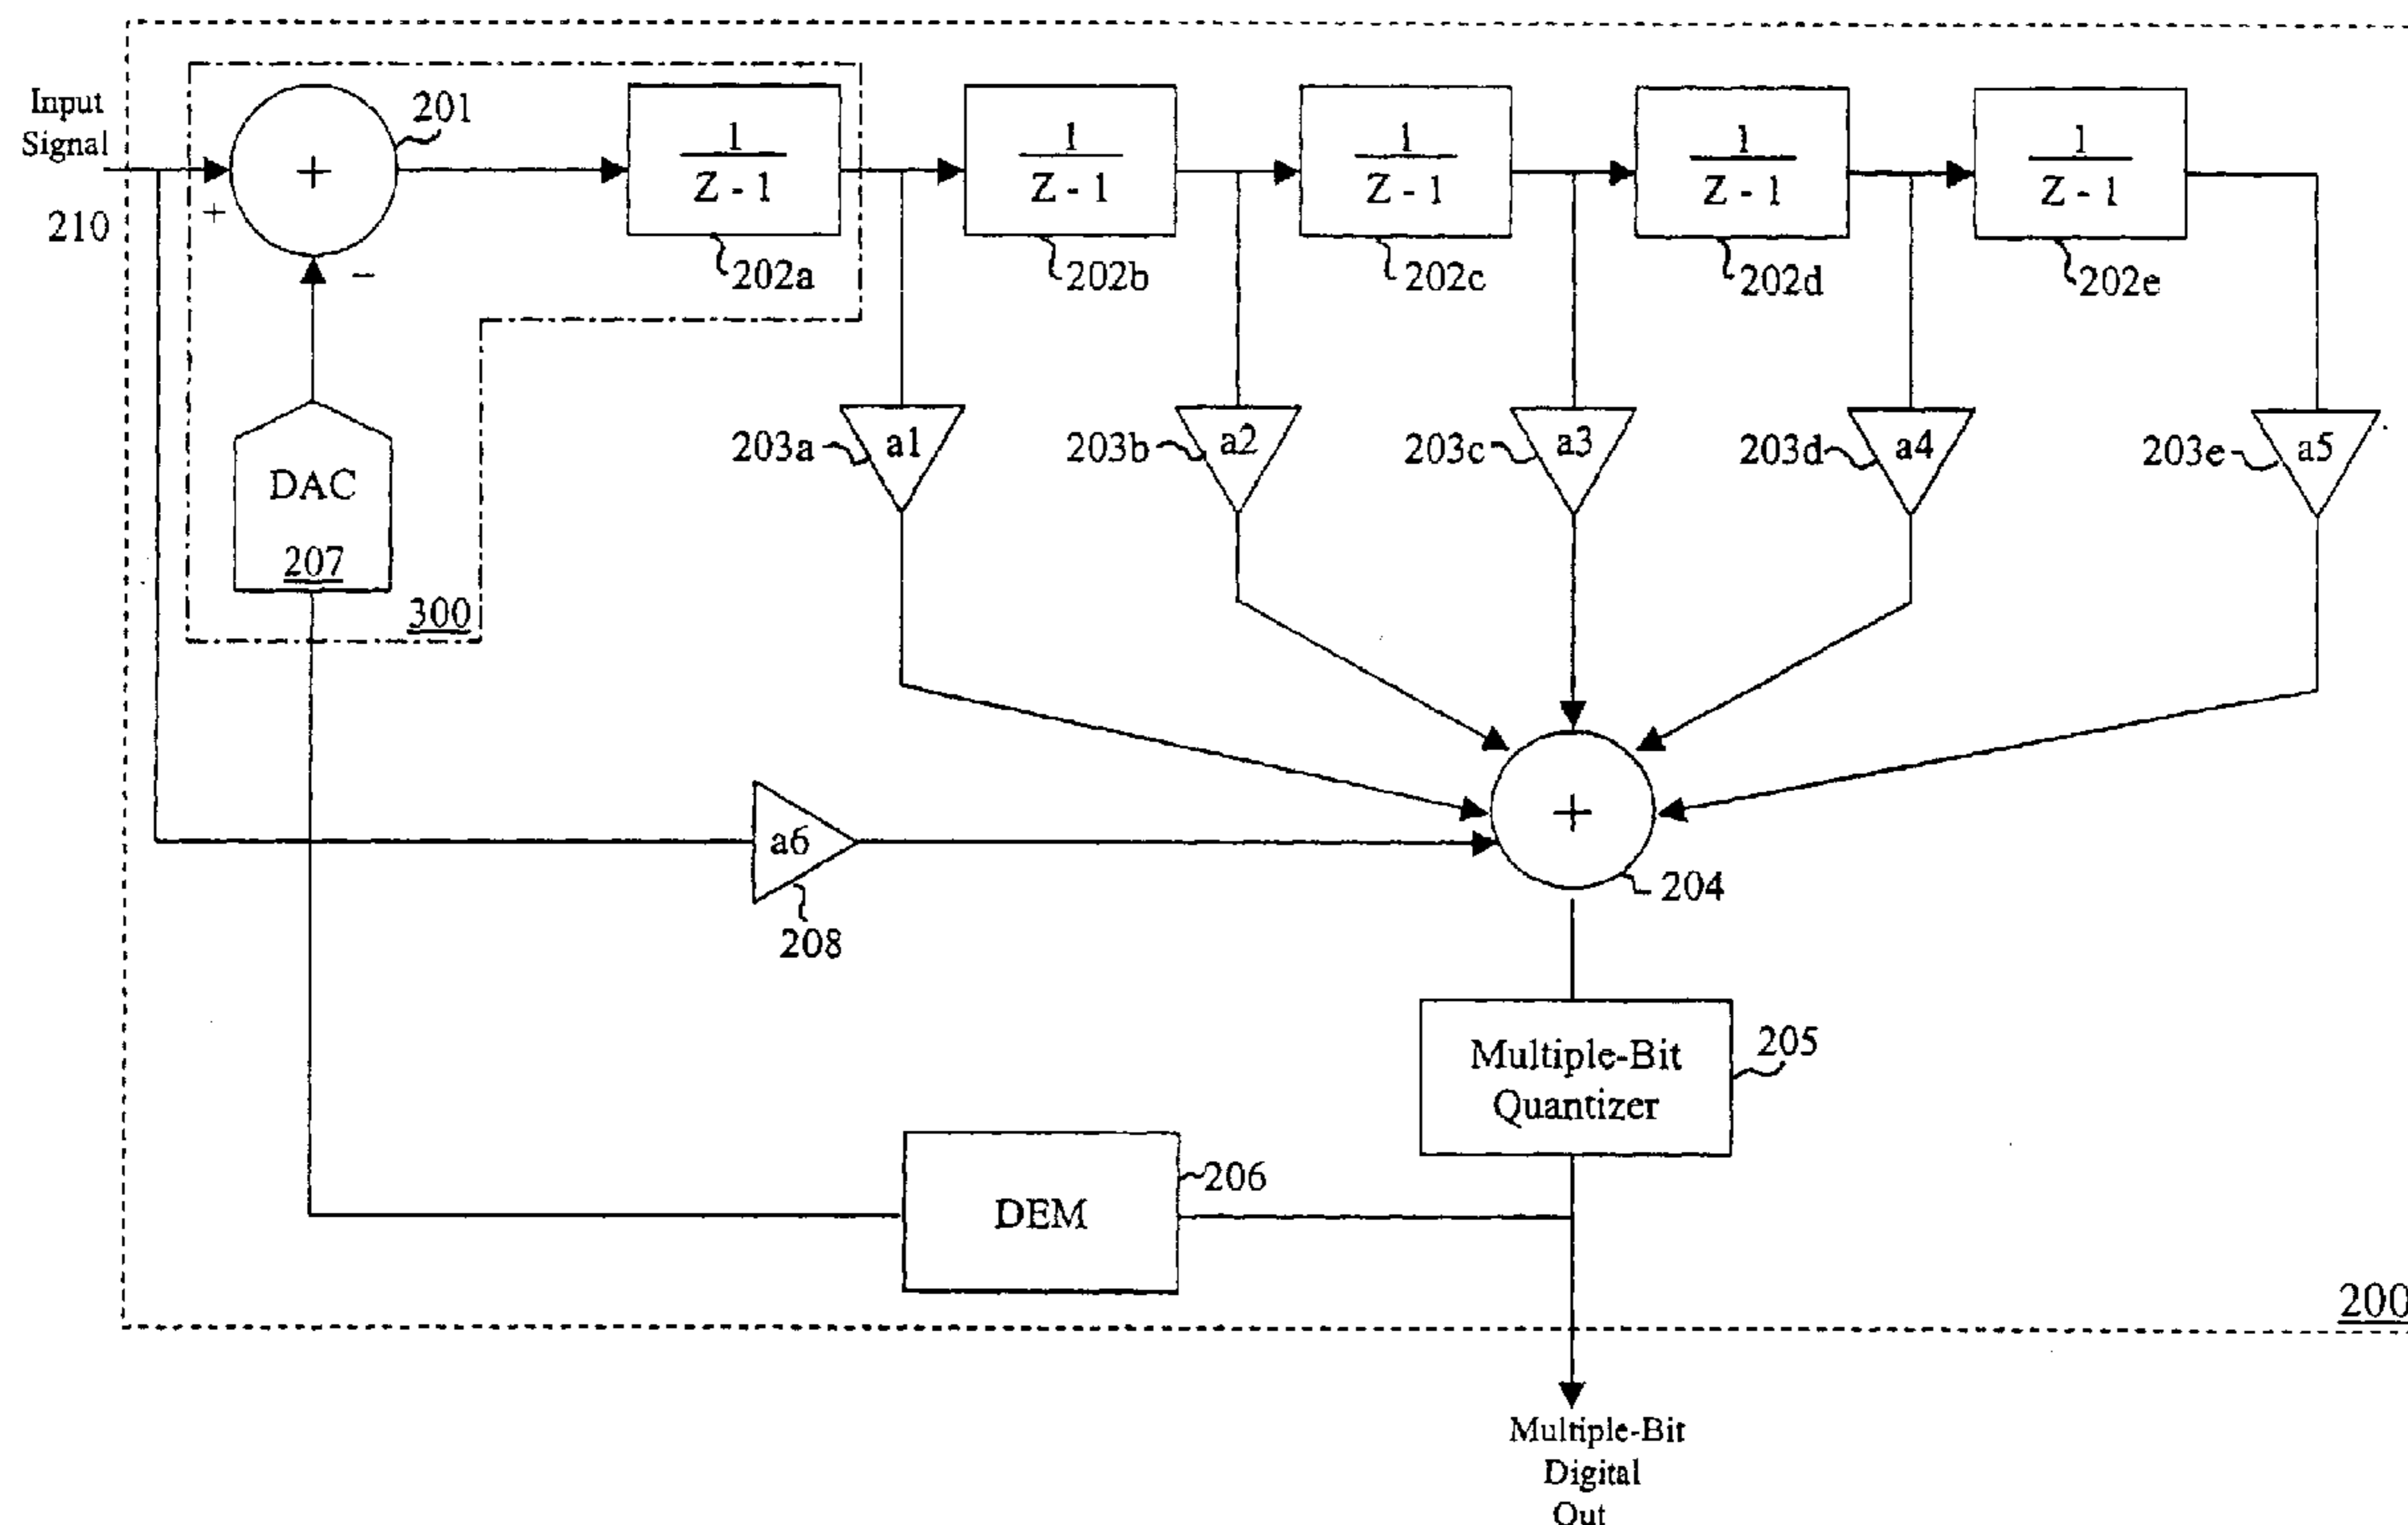 Input
Signal
210
+
+
201
−
1
Z - 1
202a
1
Z - 1
202b
1
Z - 1
202c
1
Z - 1
202d
1
Z - 1
202e
DAC
207
300
203a
a1
203b
a2
203c
a3
203d
a4
203e
a5
a6
208
+
204
Multiple-Bit
Quantizer
205
DEM
206
200
Multiple-Bit
Digital
Out